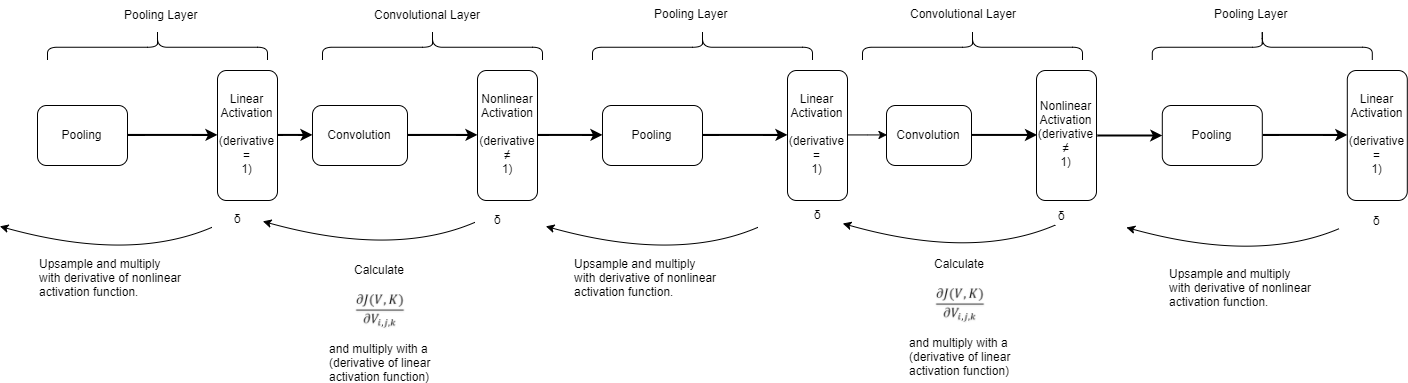 Pooling Layer
Convolutional Layer
Pooling Layer
Convolutional Layer
Pooling Layer
Pooling
Linear
Activation
(derivative
=
1)
Convolution
Nonlinear
Activation
(derivative
≠
1)
Pooling
Linear
Activation
(derivative
=
1)
Convolution
Nonlinear
Activation
(derivative
≠
1)
Pooling
Linear
Activation
(derivative
=
1)
δ
δ
δ
δ
δ
Upsample and multiply
with derivative of nonlinear
activation function.
Calculate
∂J(V, K)
∂Vi,j,k
and multiply with a
(derivative of linear
activation function)
Upsample and multiply
with derivative of nonlinear
activation function.
Calculate
∂J(V, K)
∂Vi,j,k
and multiply with a
(derivative of linear
activation function)
Upsample and multiply
with derivative of nonlinear
activation function.